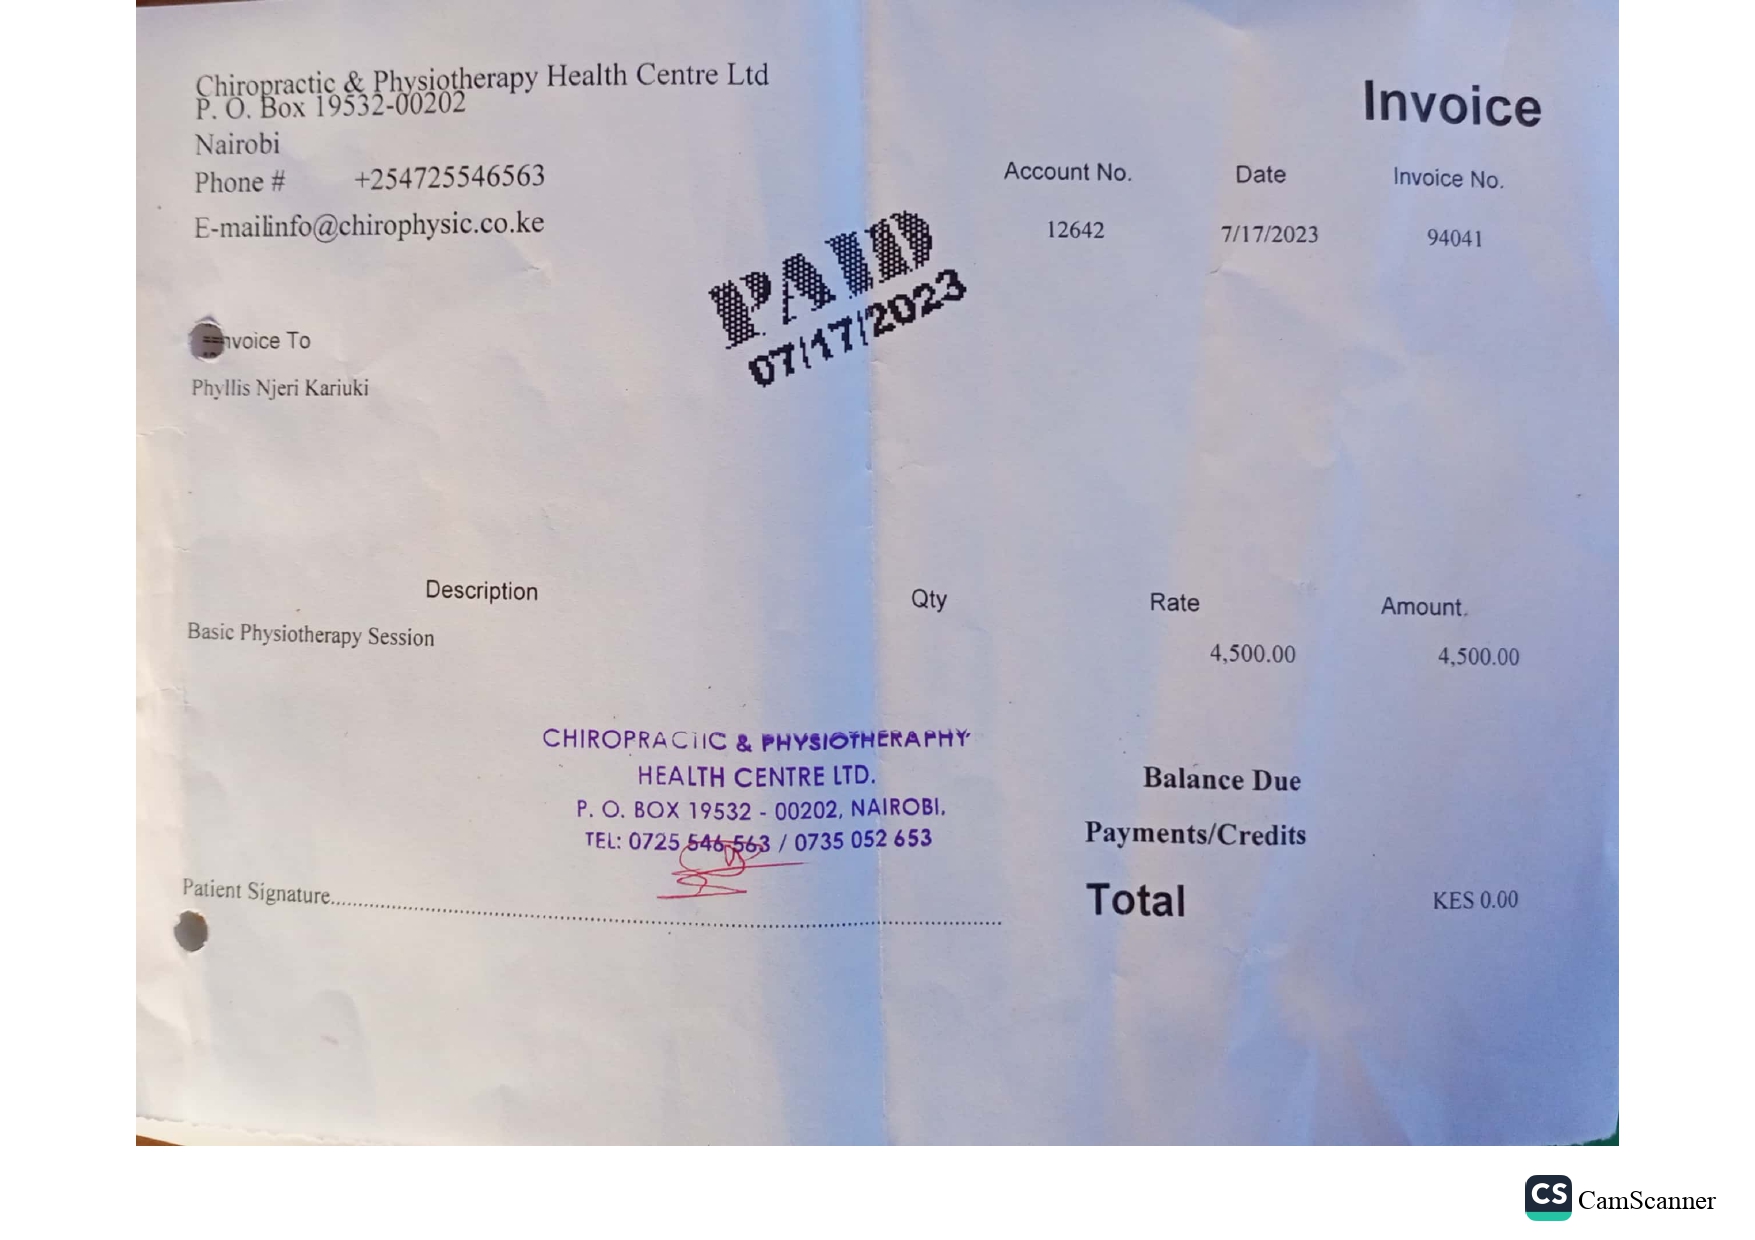 Chiropractic & Physiotherapy Health Centre Ltd
P. O. Box 19532-00202
Nairobi
Phone # +254725546563
E-mailinfo@chirophysic.co.ke
Invoice
Account No. Date Invoice No.
12642 7/17/2023 94041
PAID
07/17/2023
nvoice To
Phyllis Njeri Kariuki
Description Qty Rate Amount.
Basic Physiotherapy Session 4,500.00 4,500.00
CHIROPRACTIC & PHYSIOTHERAPHY
HEALTH CENTRE LTD.
P. O. BOX 19532 - 00202, NAIROBI.
TEL: 0725 546 563 / 0735 052 653
Balance Due
Payments/Credits
Total KES 0.00
Patient Signature
CS CamScanner